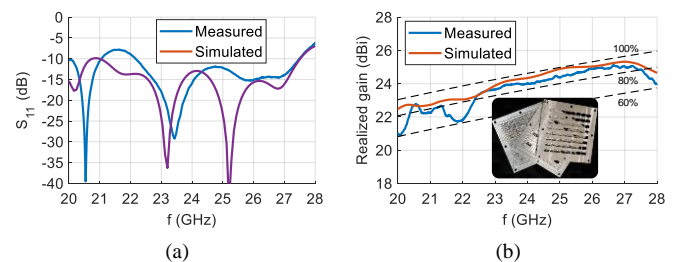 0
-5
-10
-15
-20
-25
-30
-35
-40
S11 (dB)
20 21 22 23 24 25 26 27 28
f (GHz)
Measured
Simulated
(a)
28
26
24
22
20
18
Realized gain (dBi)
20 21 22 23 24 25 26 27 28
f (GHz)
Measured
Simulated
100%
80%
60%
(b)